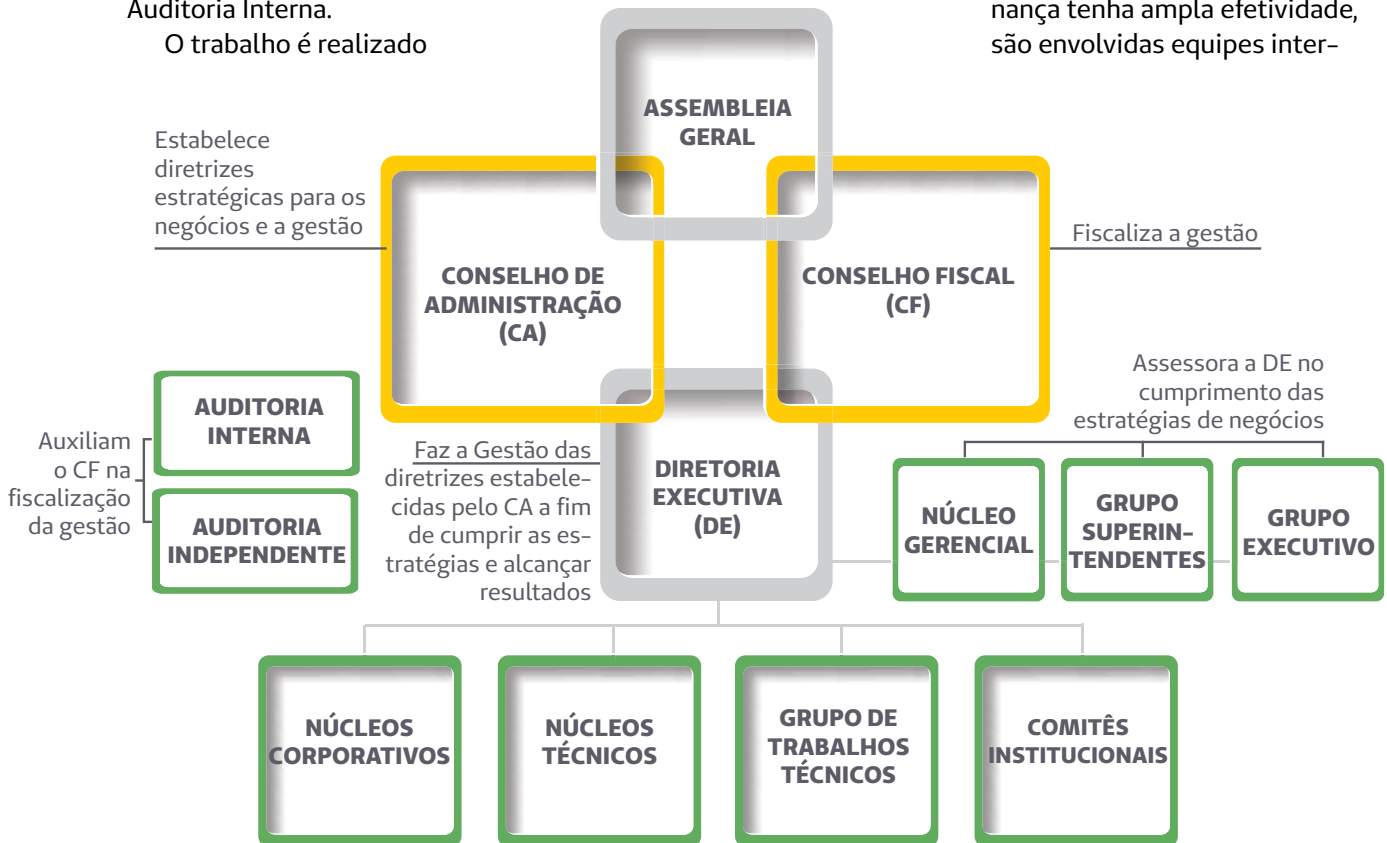 Auditoria Interna.
O trabalho é realizado
nança tenha ampla efetividade,
são envolvidas equipes inter-
ASSEMBLEIA
GERAL
Estabelece
diretrizes
estratégicas para os
negócios e a gestão
CONSELHO DE
ADMINISTRAÇÃO
(CA)
CONSELHO FISCAL
(CF)
Fiscaliza a gestão
AUDITORIA
INTERNA
AUDITORIA
INDEPENDENTE
Auxiliam
o CF na
fiscalização
da gestão
Faz a Gestão das
diretrizes estabele-
cidas pelo CA a fim
de cumprir as es-
tratégias e alcançar
resultados
DIRETORIA
EXECUTIVA
(DE)
Assessora a DE no
cumprimento das
estratégias de negócios
NÚCLEO
GERENCIAL
GRUPO
SUPERIN-
TENDENTES
GRUPO
EXECUTIVO
NÚCLEOS
CORPORATIVOS
NÚCLEOS
TÉCNICOS
GRUPO DE
TRABALHOS
TÉCNICOS
COMITÊS
INSTITUCIONAIS